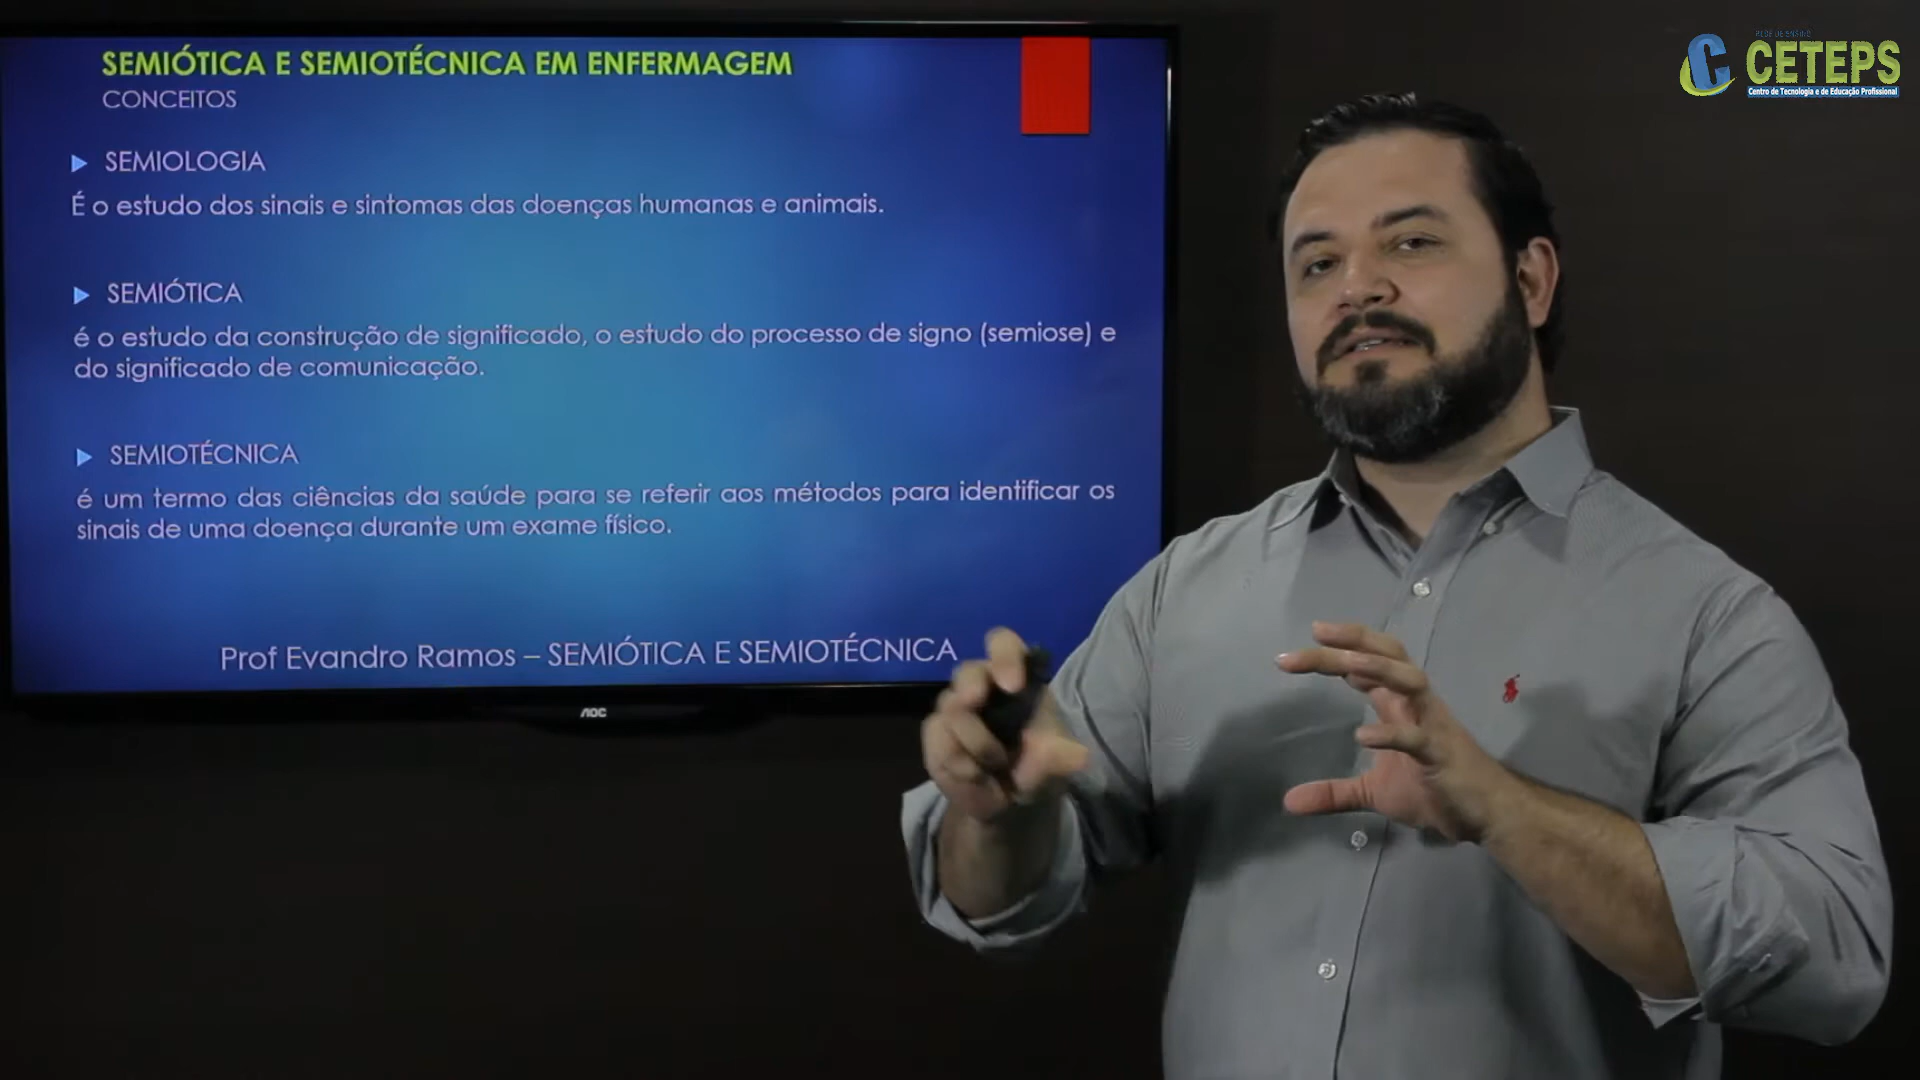 SEMIÓTICA E SEMIOTÉCNICA EM ENFERMAGEM
CONCEITOS
SEMIOLOGIA
É o estudo dos sinais e sintomas das doenças humanas e animais.
SEMIÓTICA
é o estudo da construção de significado, o estudo do processo de signo (semiose) e
do significado de comunicação.
SEMIOTÉCNICA
é um termo das ciências da saúde para se referir aos métodos para identificar os
sinais de uma doença durante um exame físico.
Prof Evandro Ramos – SEMIÓTICA E SEMIOTÉCNICA
AOC
REDE DE ENSINO
CETEPS
Centro de Tecnologia e de Educação Profissional